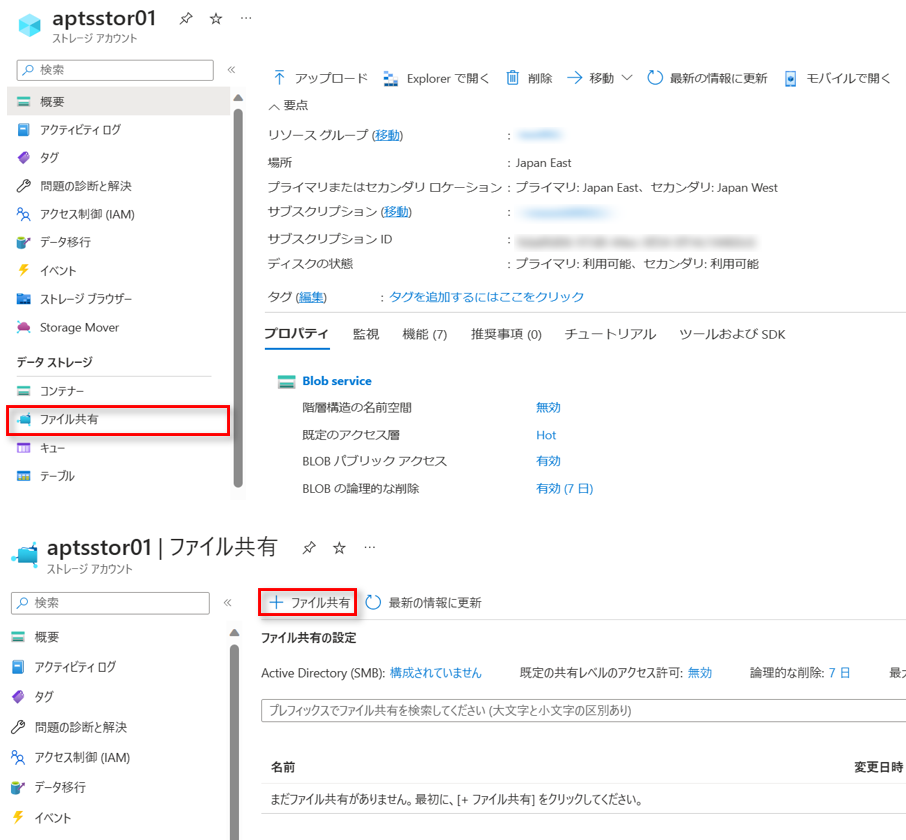 aptsstor01
ストレージ アカウント
検索
概要
アクティビティ ログ
タグ
問題の診断と解決
アクセス制御 (IAM)
データ移行
イベント
ストレージ ブラウザー
Storage Mover
データ ストレージ
コンテナー
ファイル共有
キュー
テーブル
アップロード Explorer で開く 削除 移動 最新の情報に更新 モバイルで開く
要点
リソース グループ (移動) :
場所 : Japan East
プライマリまたはセカンダリ ロケーション : プライマリ: Japan East、セカンダリ: Japan West
サブスクリプション (移動) :
サブスクリプション ID :
ディスクの状態 : プライマリ: 利用可能、セカンダリ: 利用可能
タグ (編集) : タグを追加するにはここをクリック
プロパティ 監視 機能 (7) 推奨事項 (0) チュートリアル ツールおよび SDK
Blob service
階層構造の名前空間 無効
既定のアクセス層 Hot
BLOB パブリック アクセス 有効
BLOB の論理的な削除 有効 (7 日)
aptsstor01 | ファイル共有
ストレージ アカウント
検索
概要
アクティビティ ログ
タグ
問題の診断と解決
アクセス制御 (IAM)
データ移行
イベント
+ ファイル共有 最新の情報に更新
ファイル共有の設定
Active Directory (SMB): 構成されていません 既定の共有レベルのアクセス許可: 無効 論理的な削除: 7 日 最大
プレフィックスでファイル共有を検索してください (大文字と小文字の区別あり)
名前 変更日時
まだファイル共有がありません。最初に、[+ ファイル共有] をクリックしてください。